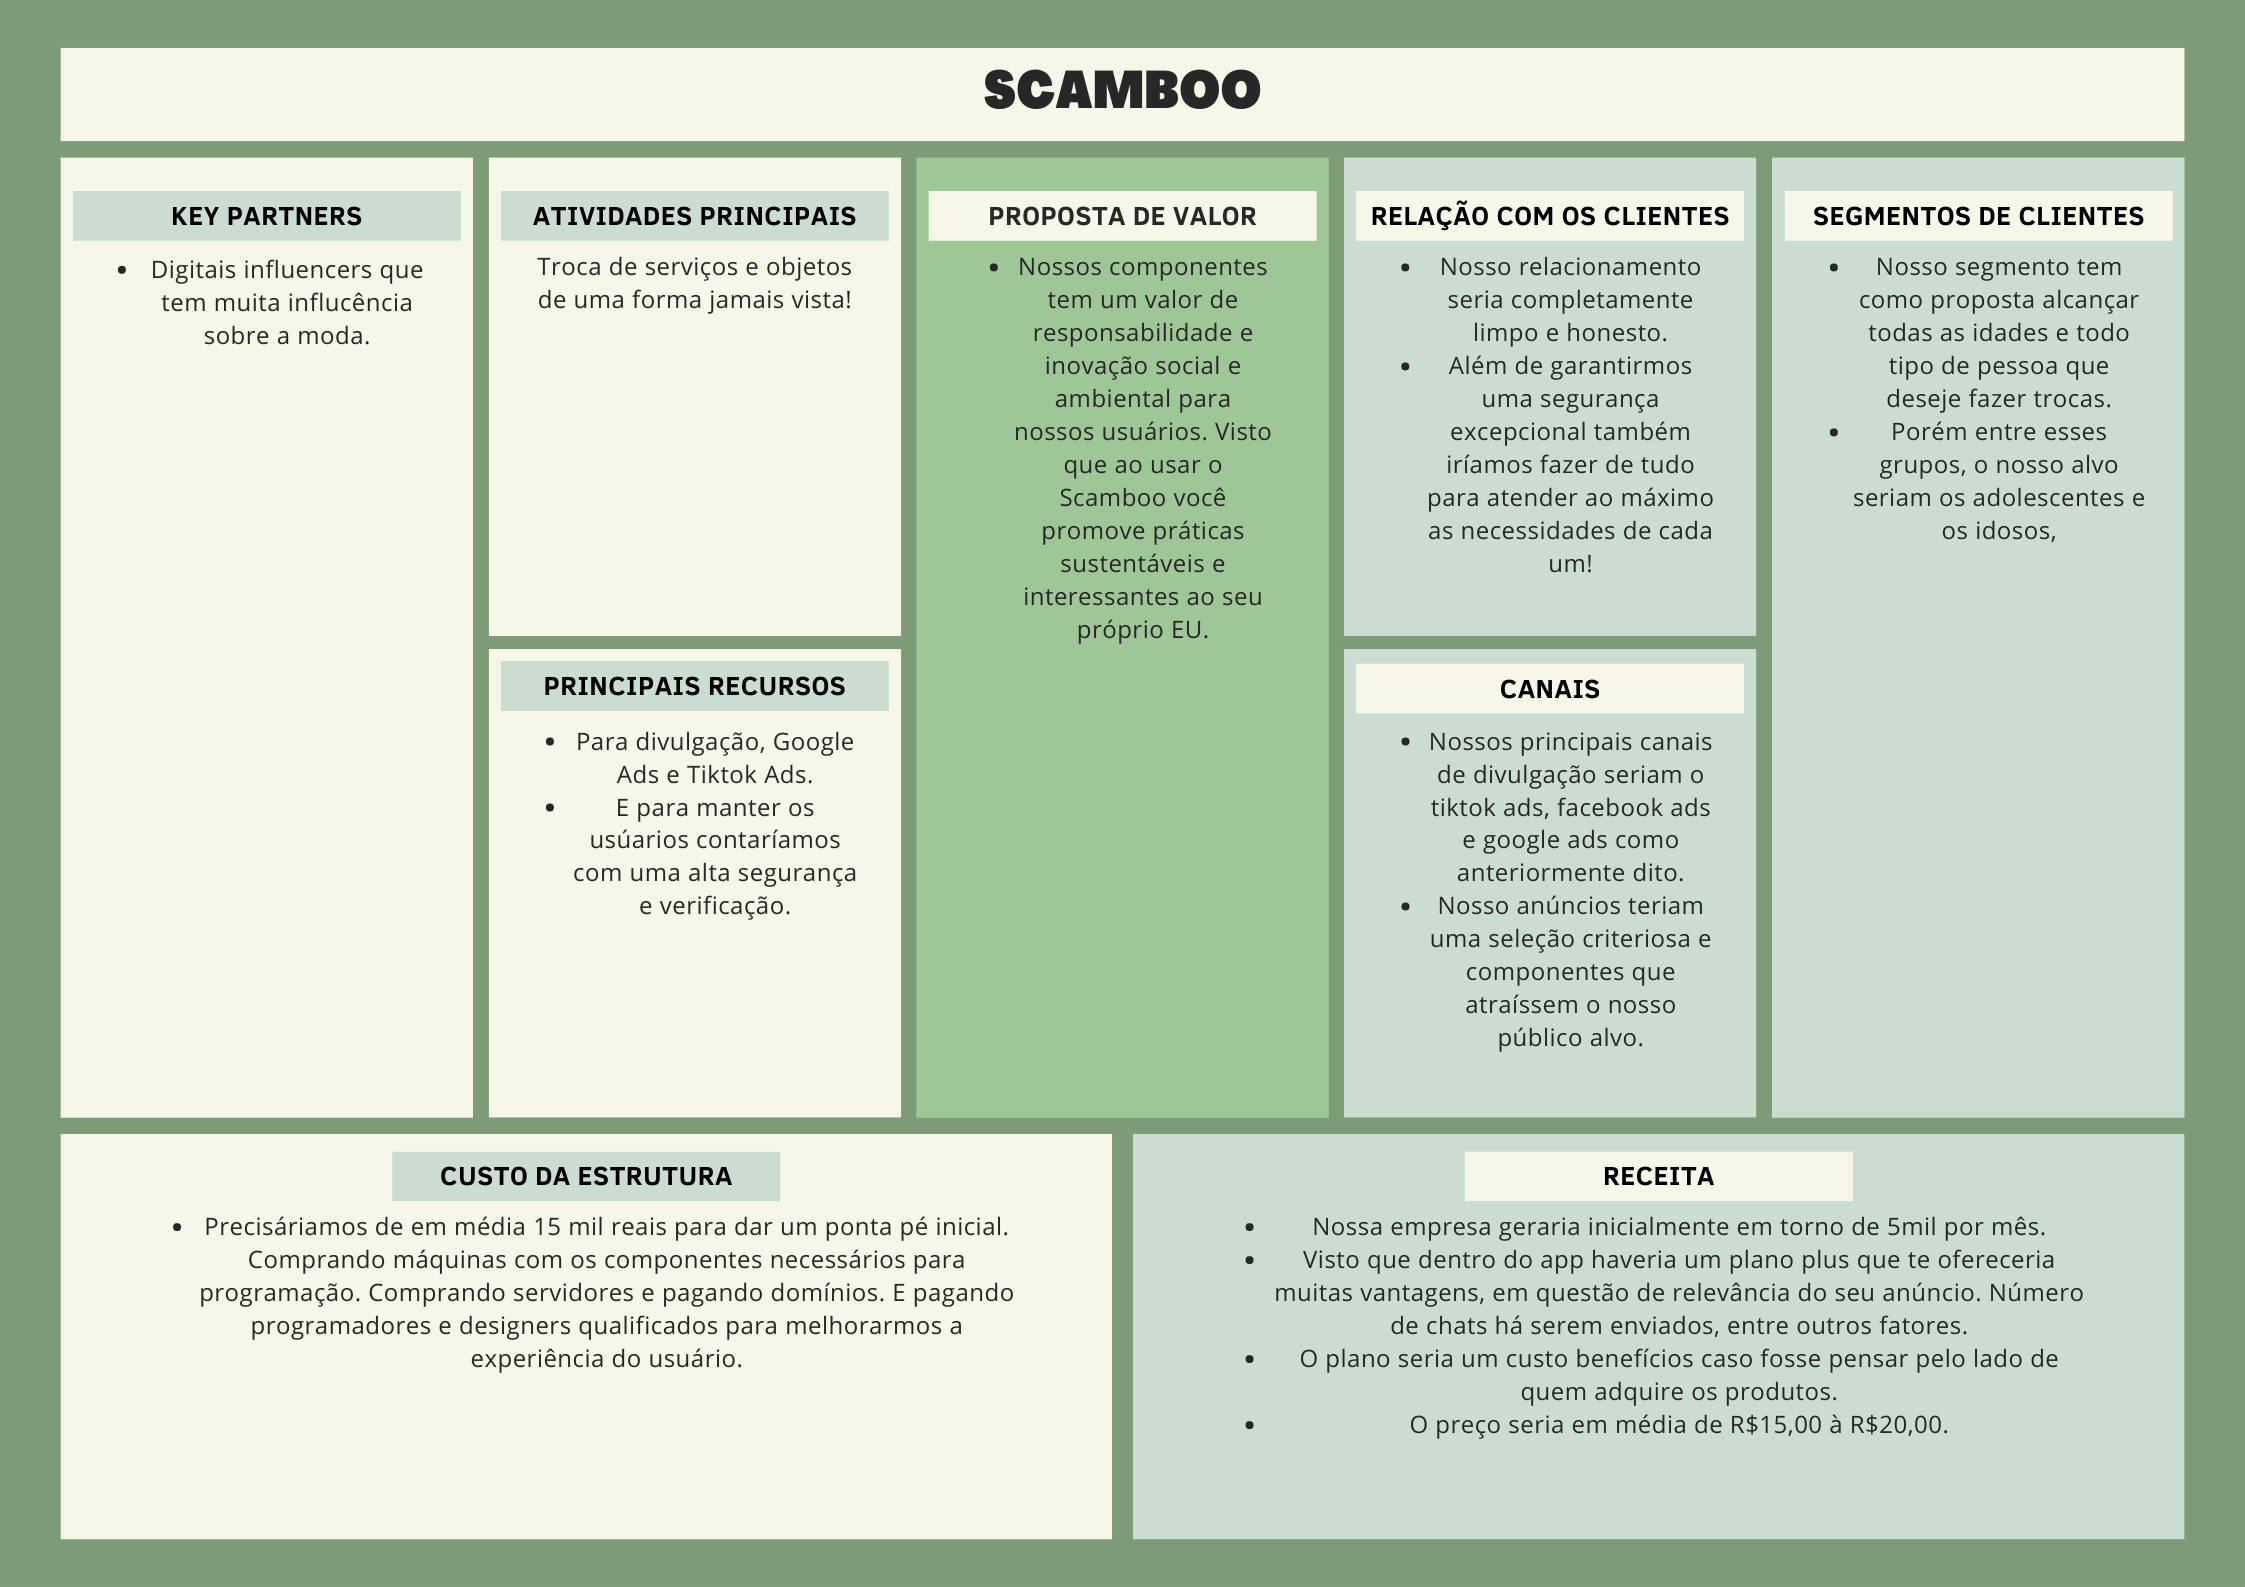 SCAMBOO
KEY PARTNERS
• Digitais influencers que
tem muita influcência
sobre a moda.
ATIVIDADES PRINCIPAIS
Troca de serviços e objetos
de uma forma jamais vista!
PRINCIPAIS RECURSOS
• Para divulgação, Google
Ads e Tiktok Ads.
• E para manter os
usúarios contaríamos
com uma alta segurança
e verificação.
PROPOSTA DE VALOR
• Nossos componentes
tem um valor de
responsabilidade e
inovação social e
ambiental para
nossos usuários. Visto
que ao usar o
Scamboo você
promove práticas
sustentáveis e
interessantes ao seu
próprio EU.
RELAÇÃO COM OS CLIENTES
• Nosso relacionamento
seria completamente
limpo e honesto.
• Além de garantirmos
uma segurança
excepcional também
iríamos fazer de tudo
para atender ao máximo
as necessidades de cada
um!
CANAIS
• Nossos principais canais
de divulgação seriam o
tiktok ads, facebook ads
e google ads como
anteriormente dito.
• Nosso anúncios teriam
uma seleção criteriosa e
componentes que
atraíssem o nosso
público alvo.
SEGMENTOS DE CLIENTES
• Nosso segmento tem
como proposta alcançar
todas as idades e todo
tipo de pessoa que
deseje fazer trocas.
• Porém entre esses
grupos, o nosso alvo
seriam os adolescentes e
os idosos,
CUSTO DA ESTRUTURA
• Precisáriamos de em média 15 mil reais para dar um ponta pé inicial.
Comprando máquinas com os componentes necessários para
programação. Comprando servidores e pagando domínios. E pagando
programadores e designers qualificados para melhorarmos a
experiência do usuário.
RECEITA
• Nossa empresa geraria inicialmente em torno de 5mil por mês.
• Visto que dentro do app haveria um plano plus que te ofereceria
muitas vantagens, em questão de relevância do seu anúncio. Número
de chats há serem enviados, entre outros fatores.
• O plano seria um custo benefícios caso fosse pensar pelo lado de
quem adquire os produtos.
• O preço seria em média de R$15,00 à R$20,00.